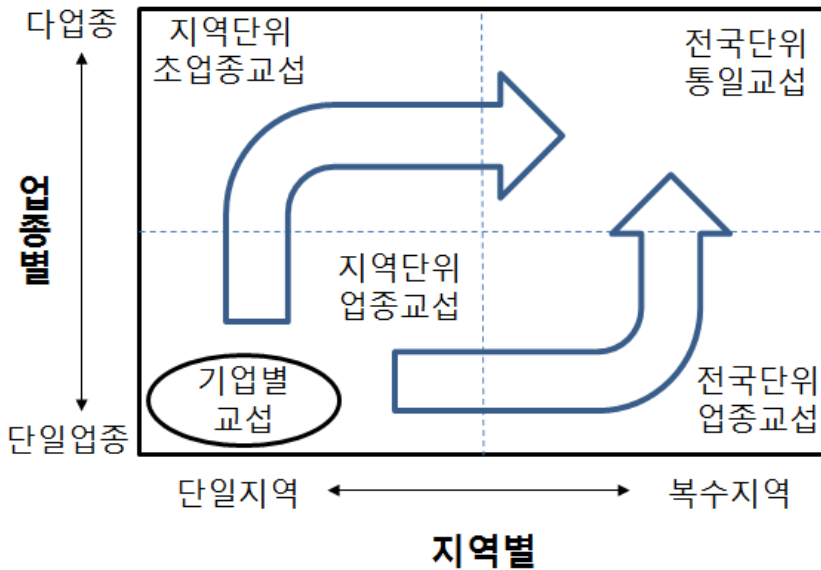 다업종
지역단위
초업종교섭
전국단위
통일교섭
업종별
지역단위
업종교섭
기업별
교섭
전국단위
업종교섭
단일업종
단일지역
복수지역
지역별